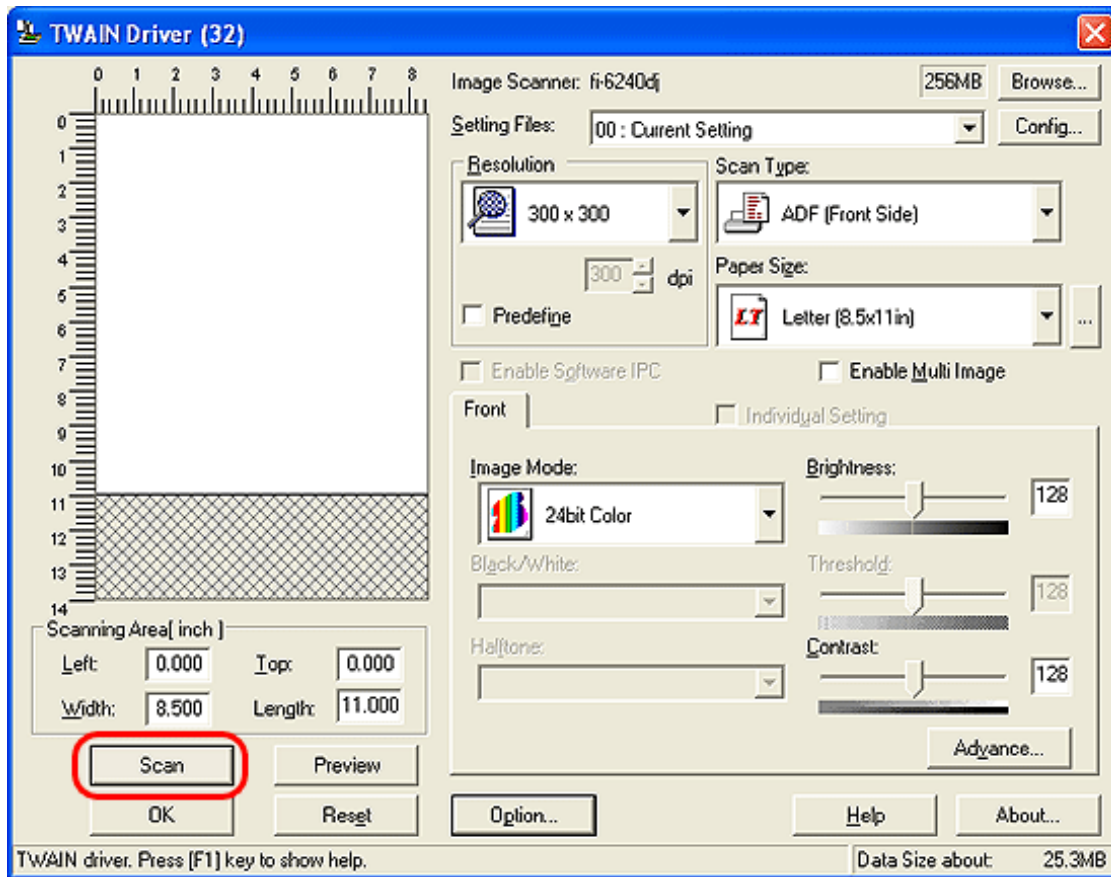 TWAIN Driver (32)
0 1 2 3 4 5 6 7 8
0
1
2
3
4
5
6
7
8
9
10
11
12
13
14
Image Scanner: fi-6240dj 256MB Browse...
Setting Files: 00 : Current Setting Config...
Resolution
300 x 300
300 dpi
Predefine
Scan Type:
ADF (Front Side)
Paper Size:
LT Letter (8.5x11in) ...
Enable Software IPC Enable Multi Image
Front Individual Setting
Image Mode:
24bit Color
Black/White:
Halftone:
Brightness:
128
Threshold:
128
Contrast:
128
Advance...
Scanning Area[ inch ]
Left: 0.000 Top: 0.000
Width: 8.500 Length: 11.000
Scan Preview
OK Reset Option... Help About...
TWAIN driver. Press [F1] key to show help. Data Size about: 25.3MB